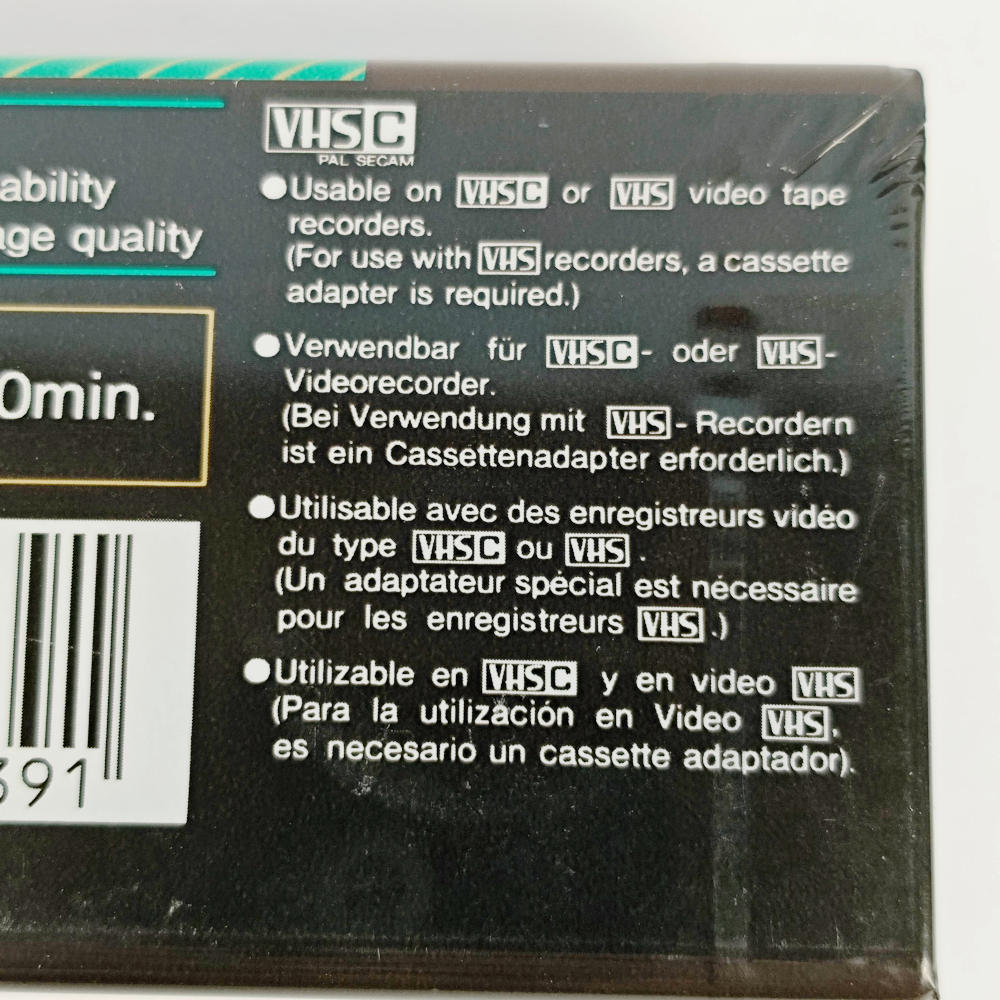 ability
age quality
0min.
391
VHS C
PAL SECAM
●Usable on VHS C or VHS video tape
recorders.
(For use with VHS recorders, a cassette
adapter is required.)
●Verwendbar für VHS C- oder VHS-
Videorecorder.
(Bei Verwendung mit VHS- Recordern
ist ein Cassettenadapter erforderlich.)
●Utilisable avec des enregistreurs vidéo
du type VHS C ou VHS.
(Un adaptateur spécial est nécessaire
pour les enregistreurs VHS.)
●Utilizable en VHS C y en video VHS
(Para la utilización en Video VHS,
es necesario un cassette adaptador).